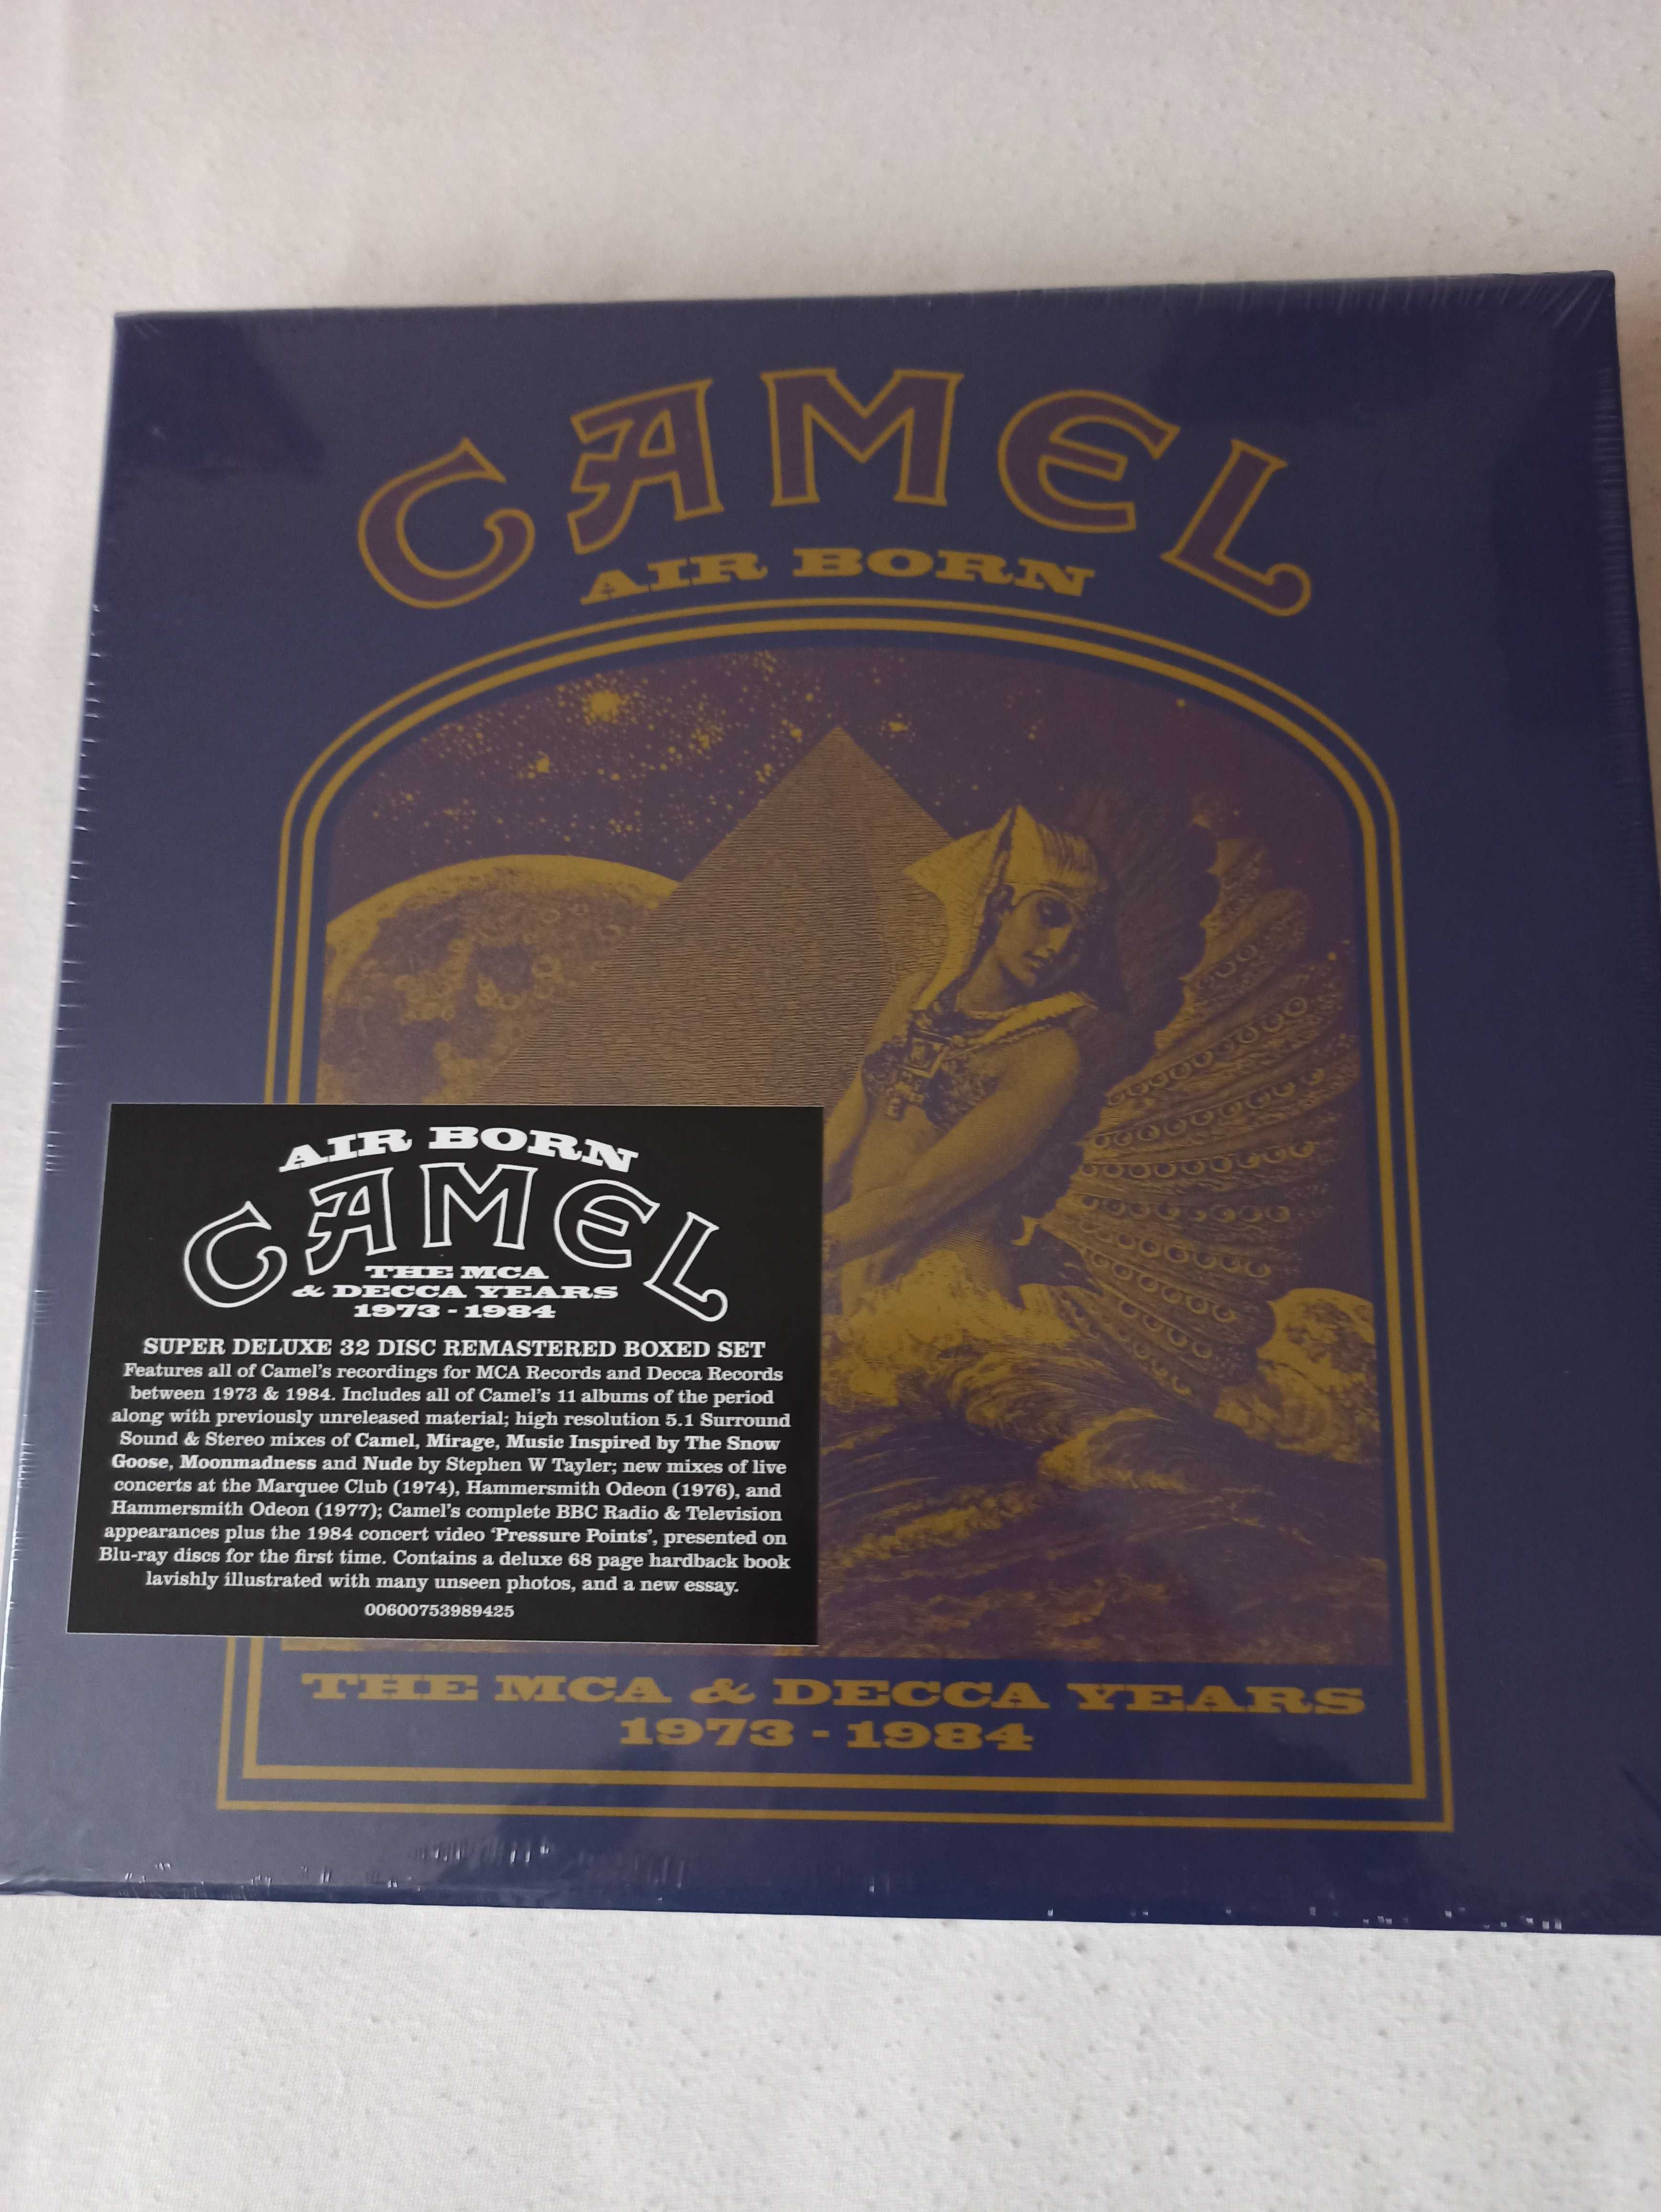 CAMEL
AIR BORN
AIR BORN
CAMEL
THE MCA
& DECCA YEARS
1973 - 1984
SUPER DELUXE 32 DISC REMASTERED BOXED SET
Features all of Camel's recordings for MCA Records and Decca Records
between 1973 & 1984. Includes all of Camel's 11 albums of the period
along with previously unreleased material; high resolution 5.1 Surround
Sound & Stereo mixes of Camel, Mirage, Music Inspired by The Snow
Goose, Moonmadness and Nude by Stephen W Tayler; new mixes of live
concerts at the Marquee Club (1974), Hammersmith Odeon (1976), and
Hammersmith Odeon (1977); Camel's complete BBC Radio & Television
appearances plus the 1984 concert video 'Pressure Points', presented on
Blu-ray discs for the first time. Contains a deluxe 68 page hardback book
lavishly illustrated with many unseen photos, and a new essay.
00600753989425
THE MCA & DECCA YEARS
1973 - 1984